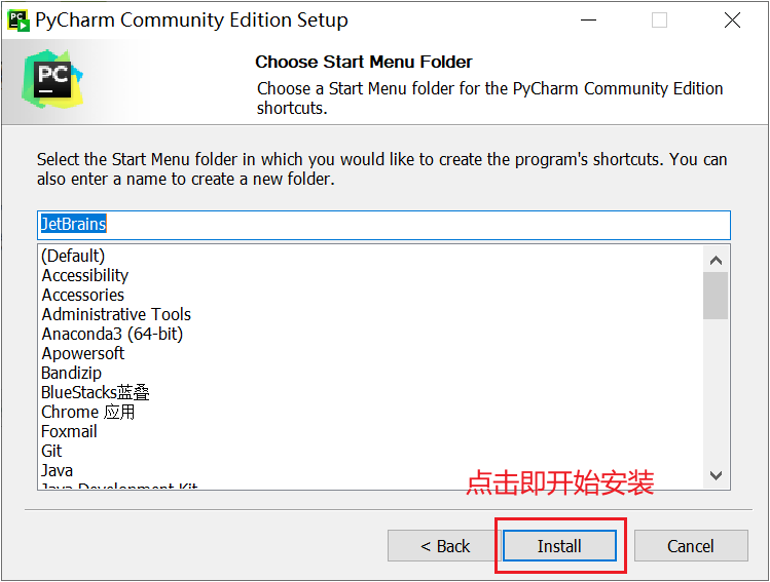 PyCharm Community Edition Setup
PC
Choose Start Menu Folder
Choose a Start Menu folder for the PyCharm Community Edition
shortcuts.
Select the Start Menu folder in which you would like to create the program's shortcuts. You can
also enter a name to create a new folder.
JetBrains
(Default)
Accessibility
Accessories
Administrative Tools
Anaconda3 (64-bit)
Apowersoft
Bandizip
BlueStacks蓝叠
Chrome 应用
Foxmail
Git
Java
Java Development Kit
点击即开始安装
< Back
Install
Cancel